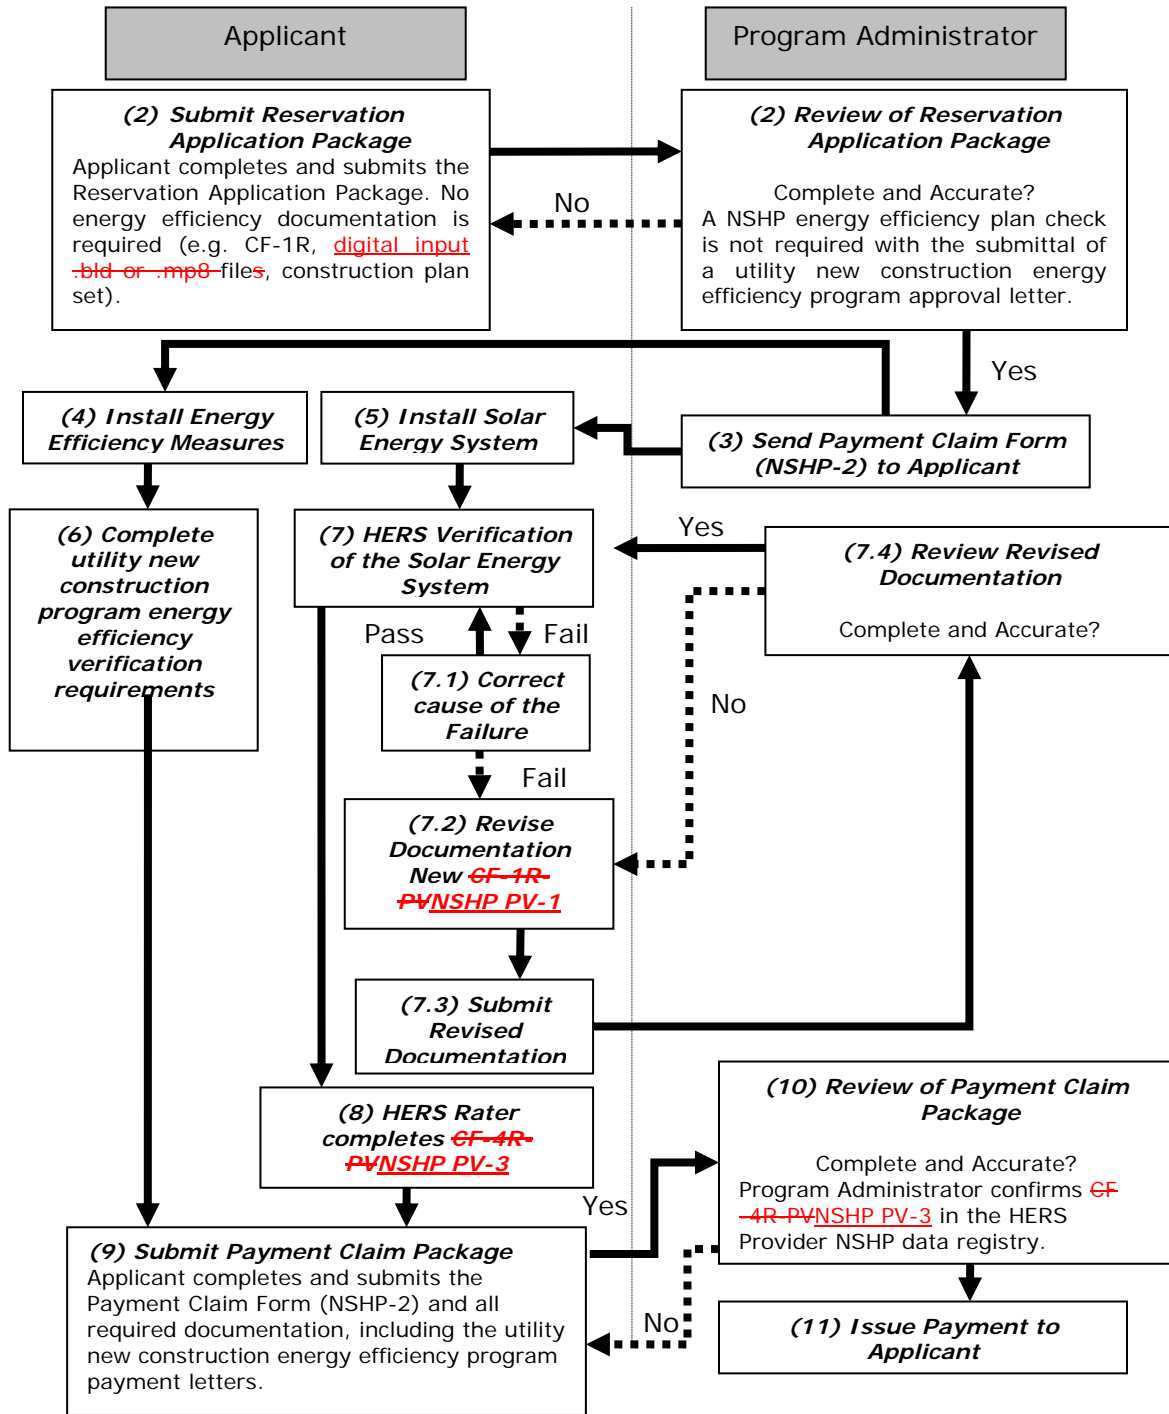 Applicant
Program Administrator
(2) Submit Reservation
Application Package
Applicant completes and submits the
Reservation Application Package. No
energy efficiency documentation is
required (e.g. CF-1R, digital input
.bld or .mp8 files, construction plan
set).
(2) Review of Reservation
Application Package
Complete and Accurate?
A NSHP energy efficiency plan check
is not required with the submittal of
a utility new construction energy
efficiency program approval letter.
No
Yes
(4) Install Energy
Efficiency Measures
(5) Install Solar
Energy System
(3) Send Payment Claim Form
(NSHP-2) to Applicant
(6) Complete
utility new
construction
program energy
efficiency
verification
requirements
(7) HERS Verification
of the Solar Energy
System
Yes
(7.4) Review Revised
Documentation
Complete and Accurate?
Pass
Fail
(7.1) Correct
cause of the
Failure
No
Fail
(7.2) Revise
Documentation
New CF-1R-
PVNSHP PV-1
(7.3) Submit
Revised
Documentation
(8) HERS Rater
completes CF-4R-
PVNSHP PV-3
(10) Review of Payment Claim
Package
Complete and Accurate?
Program Administrator confirms CF
-4R-PVNSHP PV-3 in the HERS
Provider NSHP data registry.
Yes
(9) Submit Payment Claim Package
Applicant completes and submits the
Payment Claim Form (NSHP-2) and all
required documentation, including the utility
new construction energy efficiency program
payment letters.
No
(11) Issue Payment to
Applicant